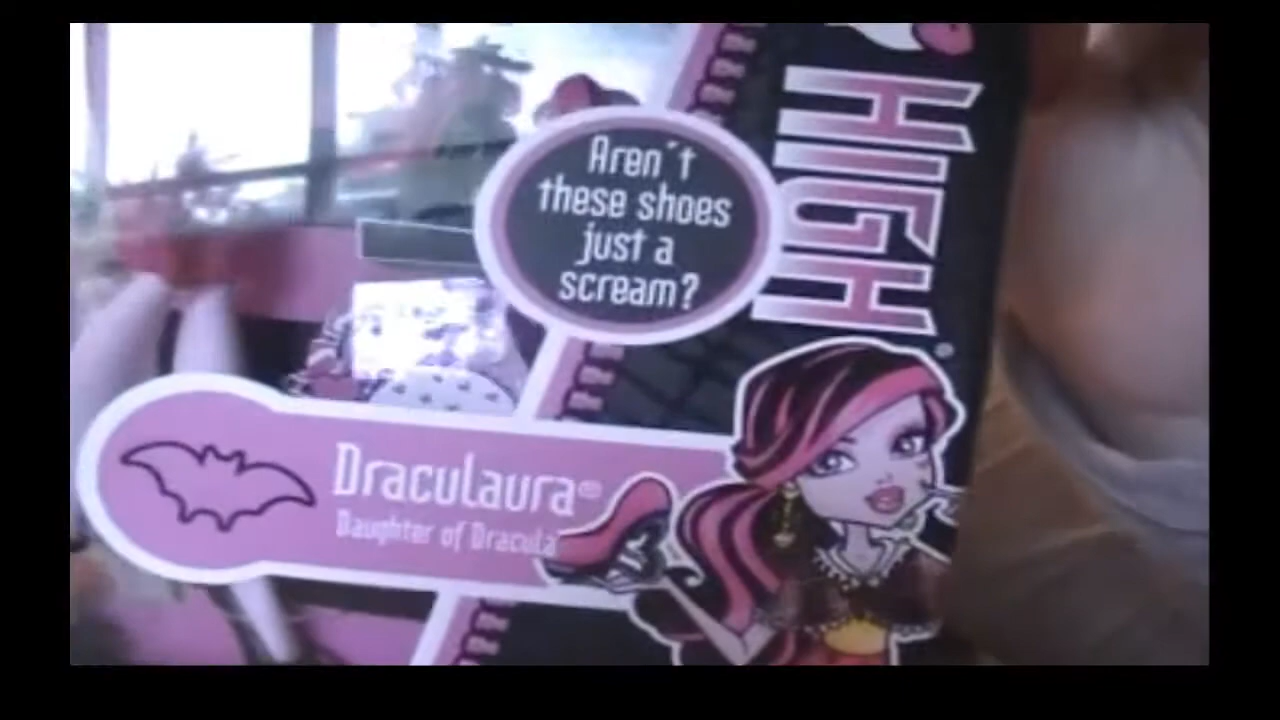 HIGH®
Aren't
these shoes
just a
scream?
Draculaura®
Daughter of Dracula